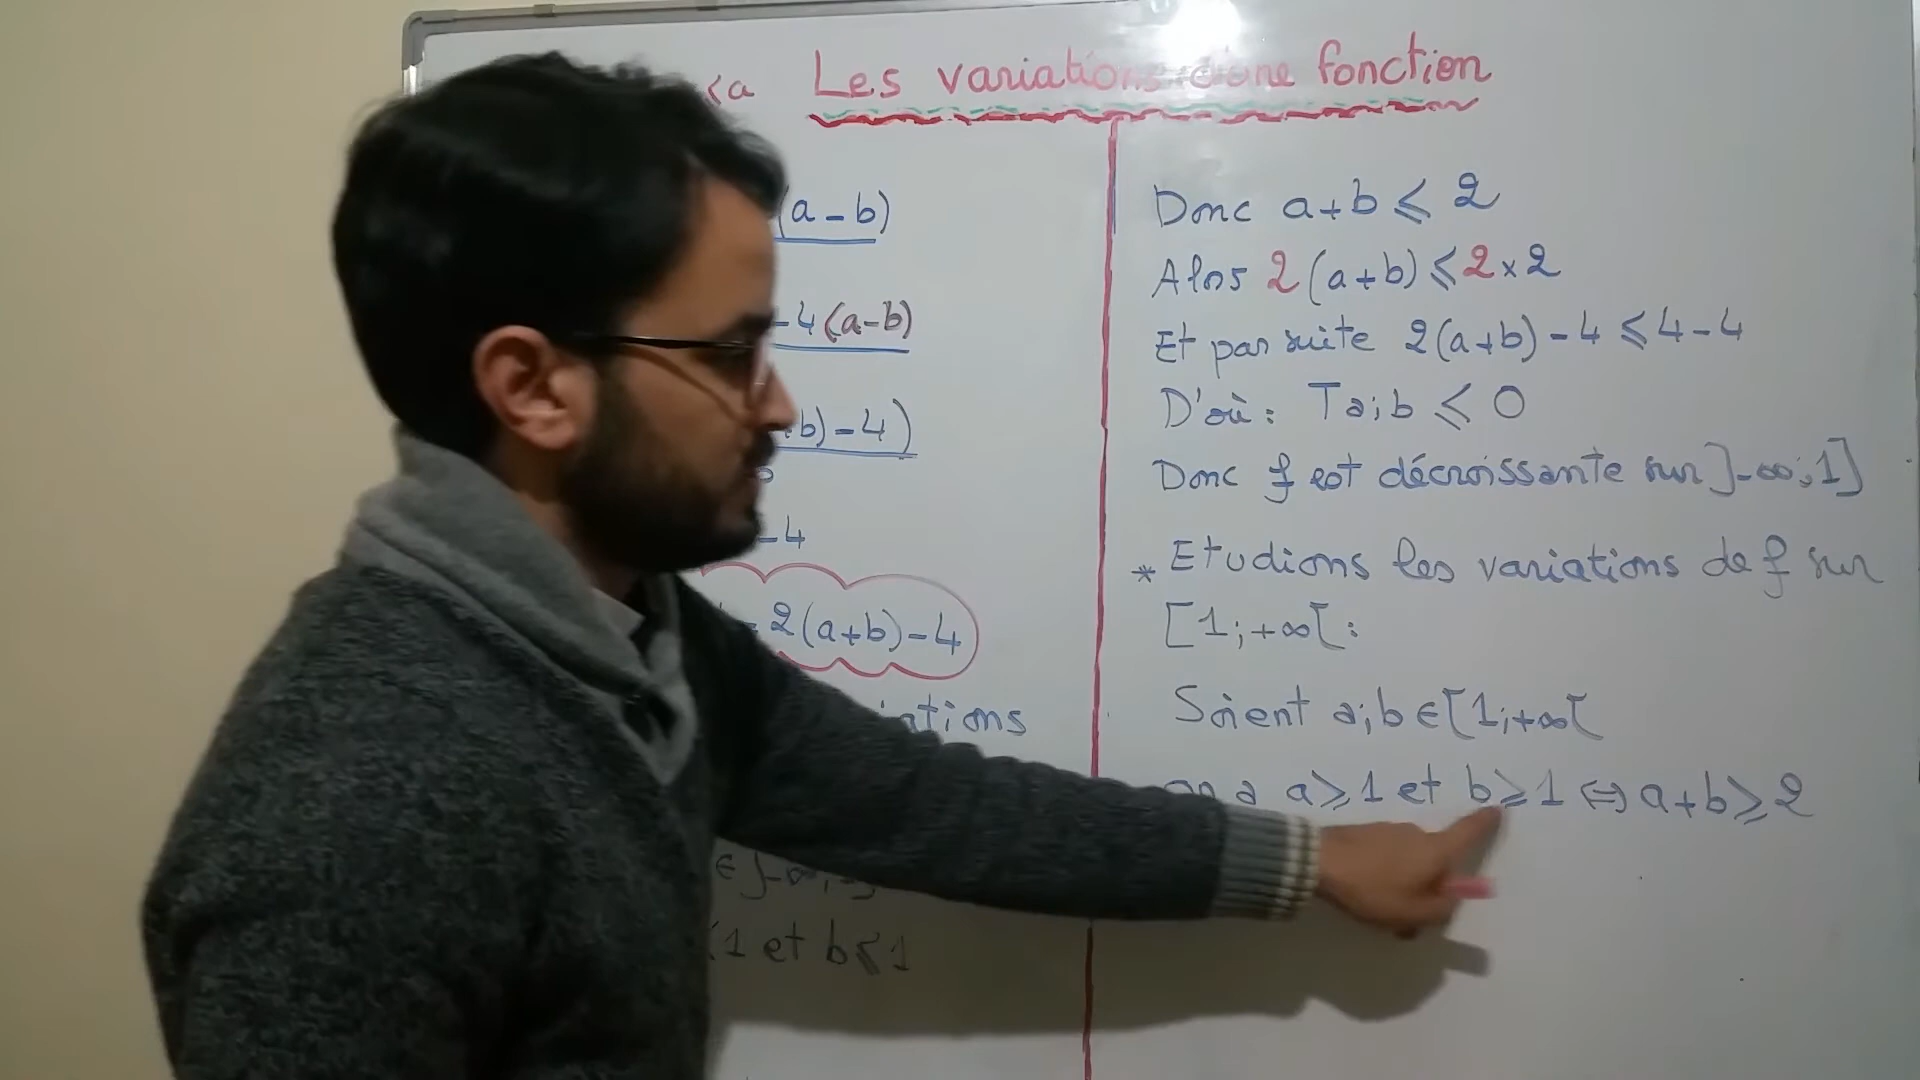 <a Les variations d'une fonction
(a-b)
-4(a-b)
b)-4)
-4
= 2(a+b)-4
iations
1 et b≤1
Donc a+b ≤ 2
Alors 2(a+b) ≤ 2×2
Et par suite 2(a+b)-4 ≤ 4-4
D'où : Ta;b ≤ 0
Donc f est décroissante sur ]-∞;1]
* Etudions les variations de f sur
[1;+∞[ :
Soient a;b∈[1;+∞[
on a a≥1 et b≥1 ⇔ a+b≥2